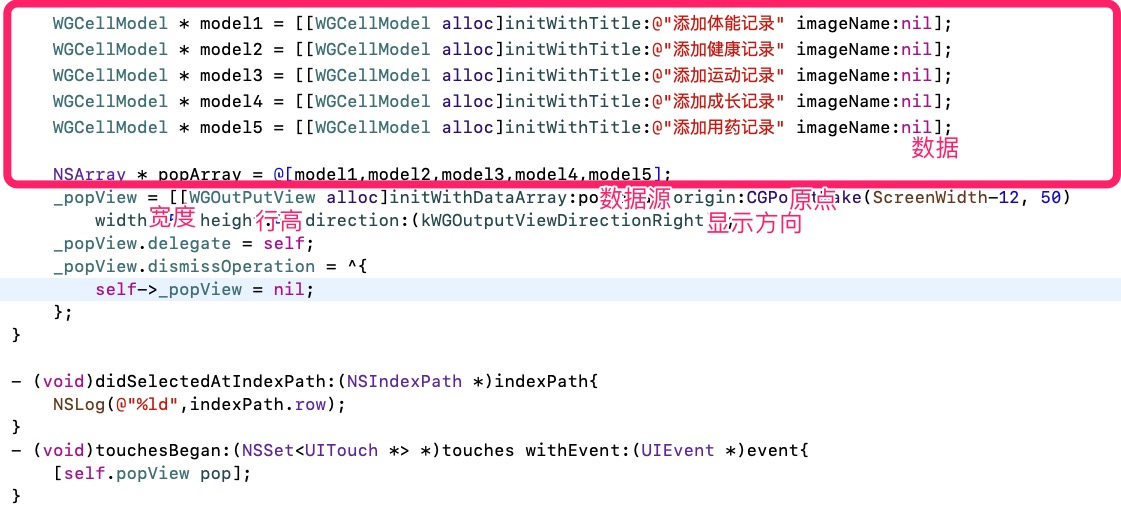 WGCellModel * model1 = [[WGCellModel alloc]initWithTitle:@"添加体能记录" imageName:nil];
WGCellModel * model2 = [[WGCellModel alloc]initWithTitle:@"添加健康记录" imageName:nil];
WGCellModel * model3 = [[WGCellModel alloc]initWithTitle:@"添加运动记录" imageName:nil];
WGCellModel * model4 = [[WGCellModel alloc]initWithTitle:@"添加成长记录" imageName:nil];
WGCellModel * model5 = [[WGCellModel alloc]initWithTitle:@"添加用药记录" imageName:nil];
数据
NSArray * popArray = @[model1,model2,model3,model4,model5];
_popView = [[WGOutPutView alloc]initWithDataArray:po 数据源 origin:CGPo 原点 ake(ScreenWidth-12, 50)
width 宽度 heigh 行高 direction:(kWGOutputViewDirectionRight 显示方向
_popView.delegate = self;
_popView.dismissOperation = ^{
self->_popView = nil;
};
}
- (void)didSelectedAtIndexPath:(NSIndexPath *)indexPath{
NSLog(@"%ld",indexPath.row);
}
- (void)touchesBegan:(NSSet<UITouch *> *)touches withEvent:(UIEvent *)event{
[self.popView pop];
}